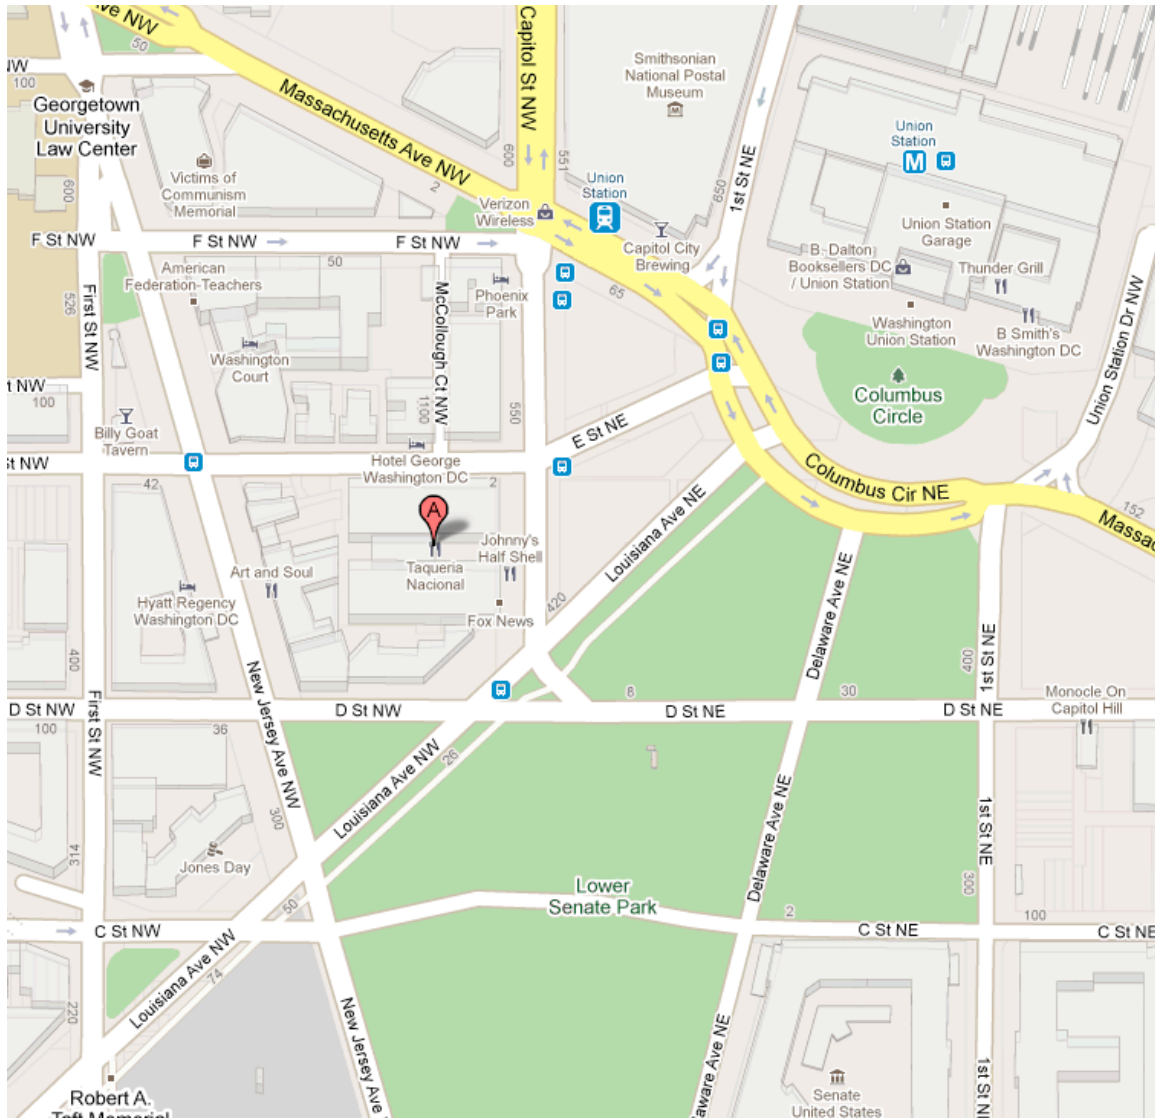 ve NW
50
Capitol St NW
Smithsonian
National Postal
Museum
NW
100
Georgetown
University
Law Center
Massachusetts Ave NW
600
551
1st St NE
Union
Station
M
Victims of
Communism
Memorial
600
2
Union
Station
650
Verizon
Wireless
Union Station
Garage
F St NW
F St NW
F St NW
Capitol City
Brewing
B. Dalton
Booksellers DC
/ Union Station
Thunder Grill
American
Federation-Teachers
50
Phoenix
Park
65
526
First St NW
McCollough Ct NW
Washington
Union Station
B Smith's
Washington DC
Union Station Dr NW
Washington
Court
t NW
100
1100
550
Columbus
Circle
Billy Goat
Tavern
E St NE
St NW
Hotel George
Washington DC
42
2
Columbus Cir NE
152
Massac
A
Louisiana Ave NE
Johnny's
Half Shell
Taqueria
Nacional
Art and Soul
Hyatt Regency
Washington DC
Fox News
420
Delaware Ave NE
400
400
1st St NE
New Jersey Ave NW
First St NW
8
30
Monocle On
Capitol Hill
D St NW
D St NW
D St NE
D St NE
100
36
26
Louisiana Ave NW
300
314
Jones Day
Delaware Ave NE
1st St NE
300
Lower
Senate Park
50
2
100
C St NW
C St NE
C St NE
Louisiana Ave NW
74
220
New Jersey Ave
aware Ave NE
1st St N
Robert A.
Taft Memorial
Senate
United States